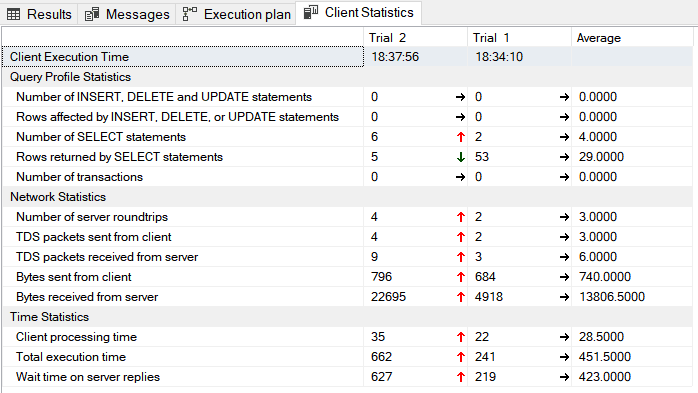 Results Messages Execution plan Client Statistics
Trial 2 Trial 1 Average
Client Execution Time 18:37:56 18:34:10
Query Profile Statistics
Number of INSERT, DELETE and UPDATE statements 0 → 0 → 0.0000
Rows affected by INSERT, DELETE, or UPDATE statements 0 → 0 → 0.0000
Number of SELECT statements 6 ↑ 2 → 4.0000
Rows returned by SELECT statements 5 ↓ 53 → 29.0000
Number of transactions 0 → 0 → 0.0000
Network Statistics
Number of server roundtrips 4 ↑ 2 → 3.0000
TDS packets sent from client 4 ↑ 2 → 3.0000
TDS packets received from server 9 ↑ 3 → 6.0000
Bytes sent from client 796 ↑ 684 → 740.0000
Bytes received from server 22695 ↑ 4918 → 13806.5000
Time Statistics
Client processing time 35 ↑ 22 → 28.5000
Total execution time 662 ↑ 241 → 451.5000
Wait time on server replies 627 ↑ 219 → 423.0000